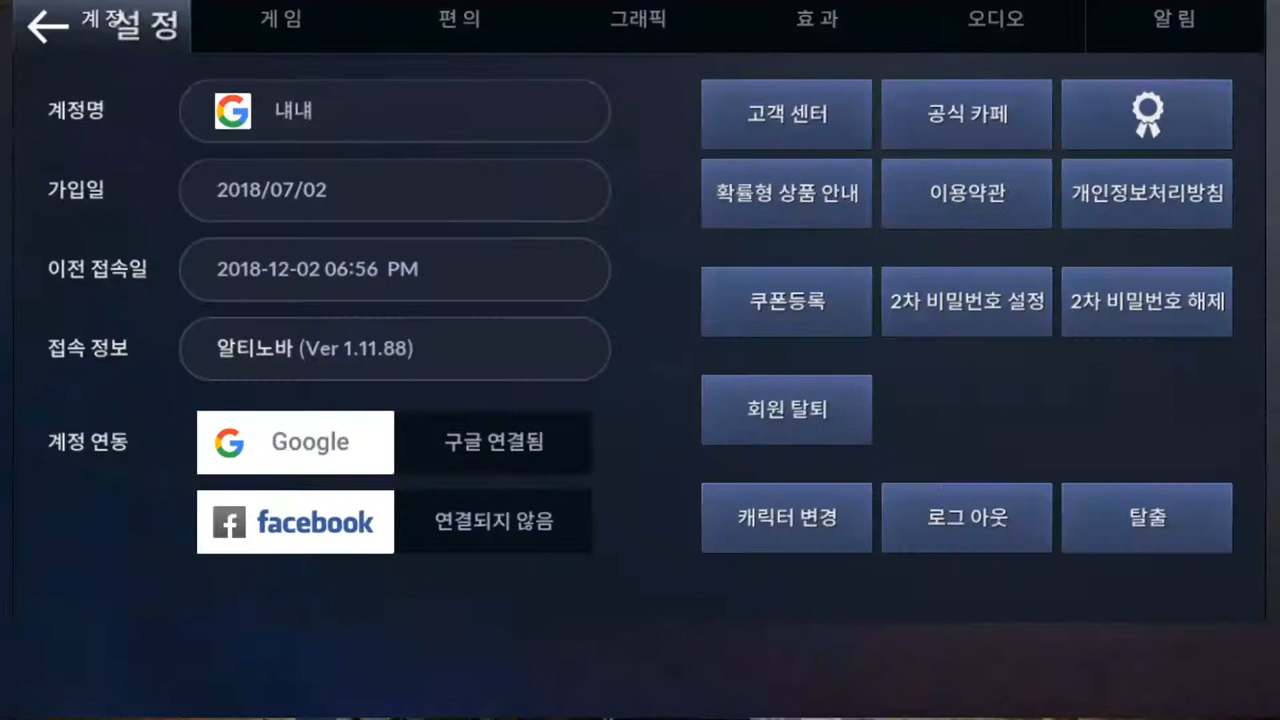 계정 설정 게임 편의 그래픽 효과 오디오 알림
계정명 내내 고객 센터 공식 카페
가입일 2018/07/02 확률형 상품 안내 이용약관 개인정보처리방침
이전 접속일 2018-12-02 06:56 PM
쿠폰등록 2차 비밀번호 설정 2차 비밀번호 해제
접속 정보 알티노바 (Ver 1.11.88)
회원 탈퇴
계정 연동 Google 구글 연결됨
facebook 연결되지 않음 캐릭터 변경 로그 아웃 탈출